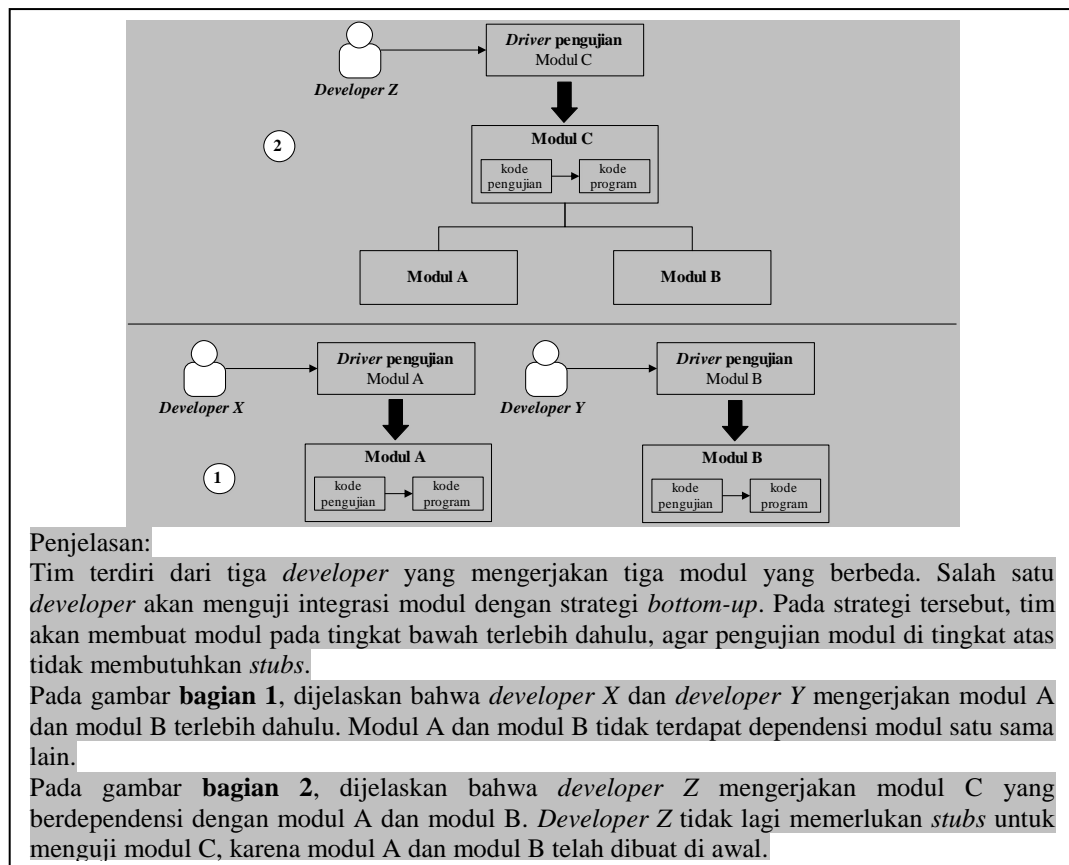 Driver pengujian
Modul C
Developer Z
2
Modul C
kode
pengujian
kode
program
Modul A
Modul B
Driver pengujian
Modul A
Developer X
Driver pengujian
Modul B
Developer Y
1
Modul A
kode
pengujian
kode
program
Modul B
kode
pengujian
kode
program
Penjelasan:
Tim terdiri dari tiga developer yang mengerjakan tiga modul yang berbeda. Salah satu
developer akan menguji integrasi modul dengan strategi bottom-up. Pada strategi tersebut, tim
akan membuat modul pada tingkat bawah terlebih dahulu, agar pengujian modul di tingkat atas
tidak membutuhkan stubs.
Pada gambar bagian 1, dijelaskan bahwa developer X dan developer Y mengerjakan modul A
dan modul B terlebih dahulu. Modul A dan modul B tidak terdapat dependensi modul satu sama
lain.
Pada gambar bagian 2, dijelaskan bahwa developer Z mengerjakan modul C yang
berdependensi dengan modul A dan modul B. Developer Z tidak lagi memerlukan stubs untuk
menguji modul C, karena modul A dan modul B telah dibuat di awal.